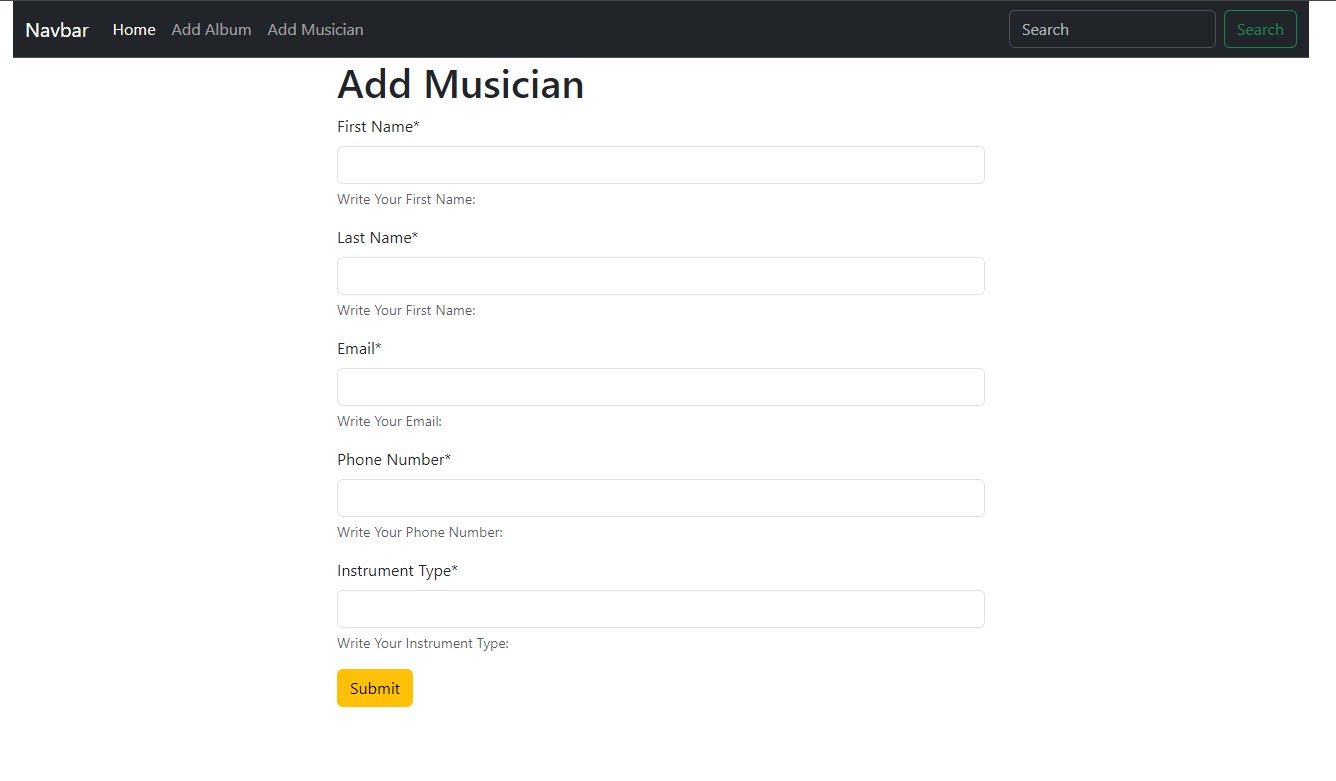 Navbar Home Add Album Add Musician Search Search
Add Musician
First Name*
Write Your First Name:
Last Name*
Write Your First Name:
Email*
Write Your Email:
Phone Number*
Write Your Phone Number:
Instrument Type*
Write Your Instrument Type:
Submit